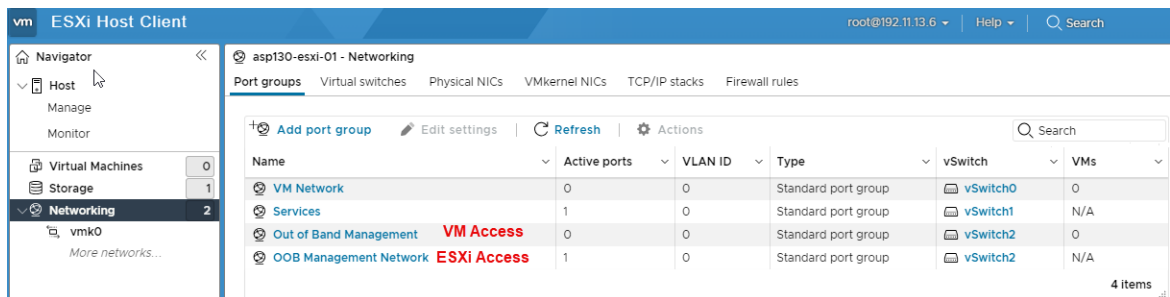 vm ESXi Host Client root@192.11.13.6 Help Search
Navigator
Host
Manage
Monitor
Virtual Machines 0
Storage 1
Networking 2
vmk0
More networks...
asp130-esxi-01 - Networking
Port groups Virtual switches Physical NICs VMkernel NICs TCP/IP stacks Firewall rules
Add port group Edit settings Refresh Actions Search
Name Active ports VLAN ID Type vSwitch VMs
VM Network 0 0 Standard port group vSwitch0 0
Services 1 0 Standard port group vSwitch1 N/A
Out of Band Management VM Access 0 0 Standard port group vSwitch2 0
OOB Management Network ESXi Access 1 0 Standard port group vSwitch2 N/A
4 items